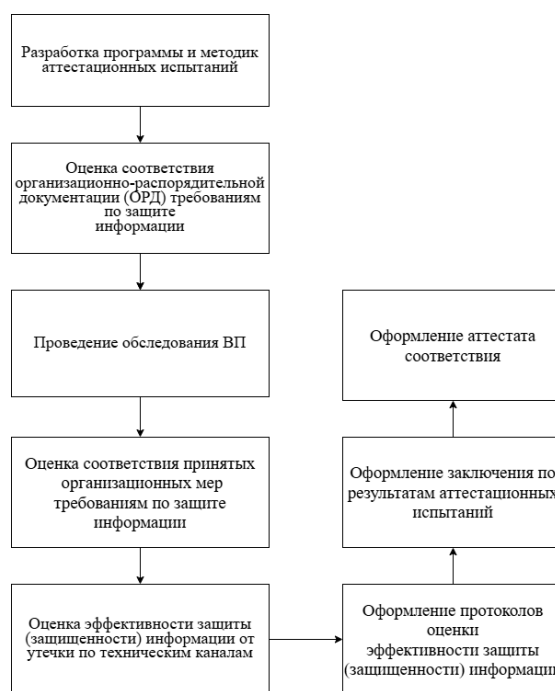 Разработка программы и методик
аттестационных испытаний
Оценка соответствия
организационно-распорядительной
документации (ОРД) требованиям
по защите
информации
Проведение обследования ВП
Оценка соответствия принятых
организационных мер
требованиям по защите
информации
Оценка эффективности защиты
(защищенности) информации от
утечки по техническим каналам
Оформление протоколов
оценки
эффективности защиты
(защищенности) информации
Оформление заключения по
результатам аттестационных
испытаний
Оформление аттестата
соответствия